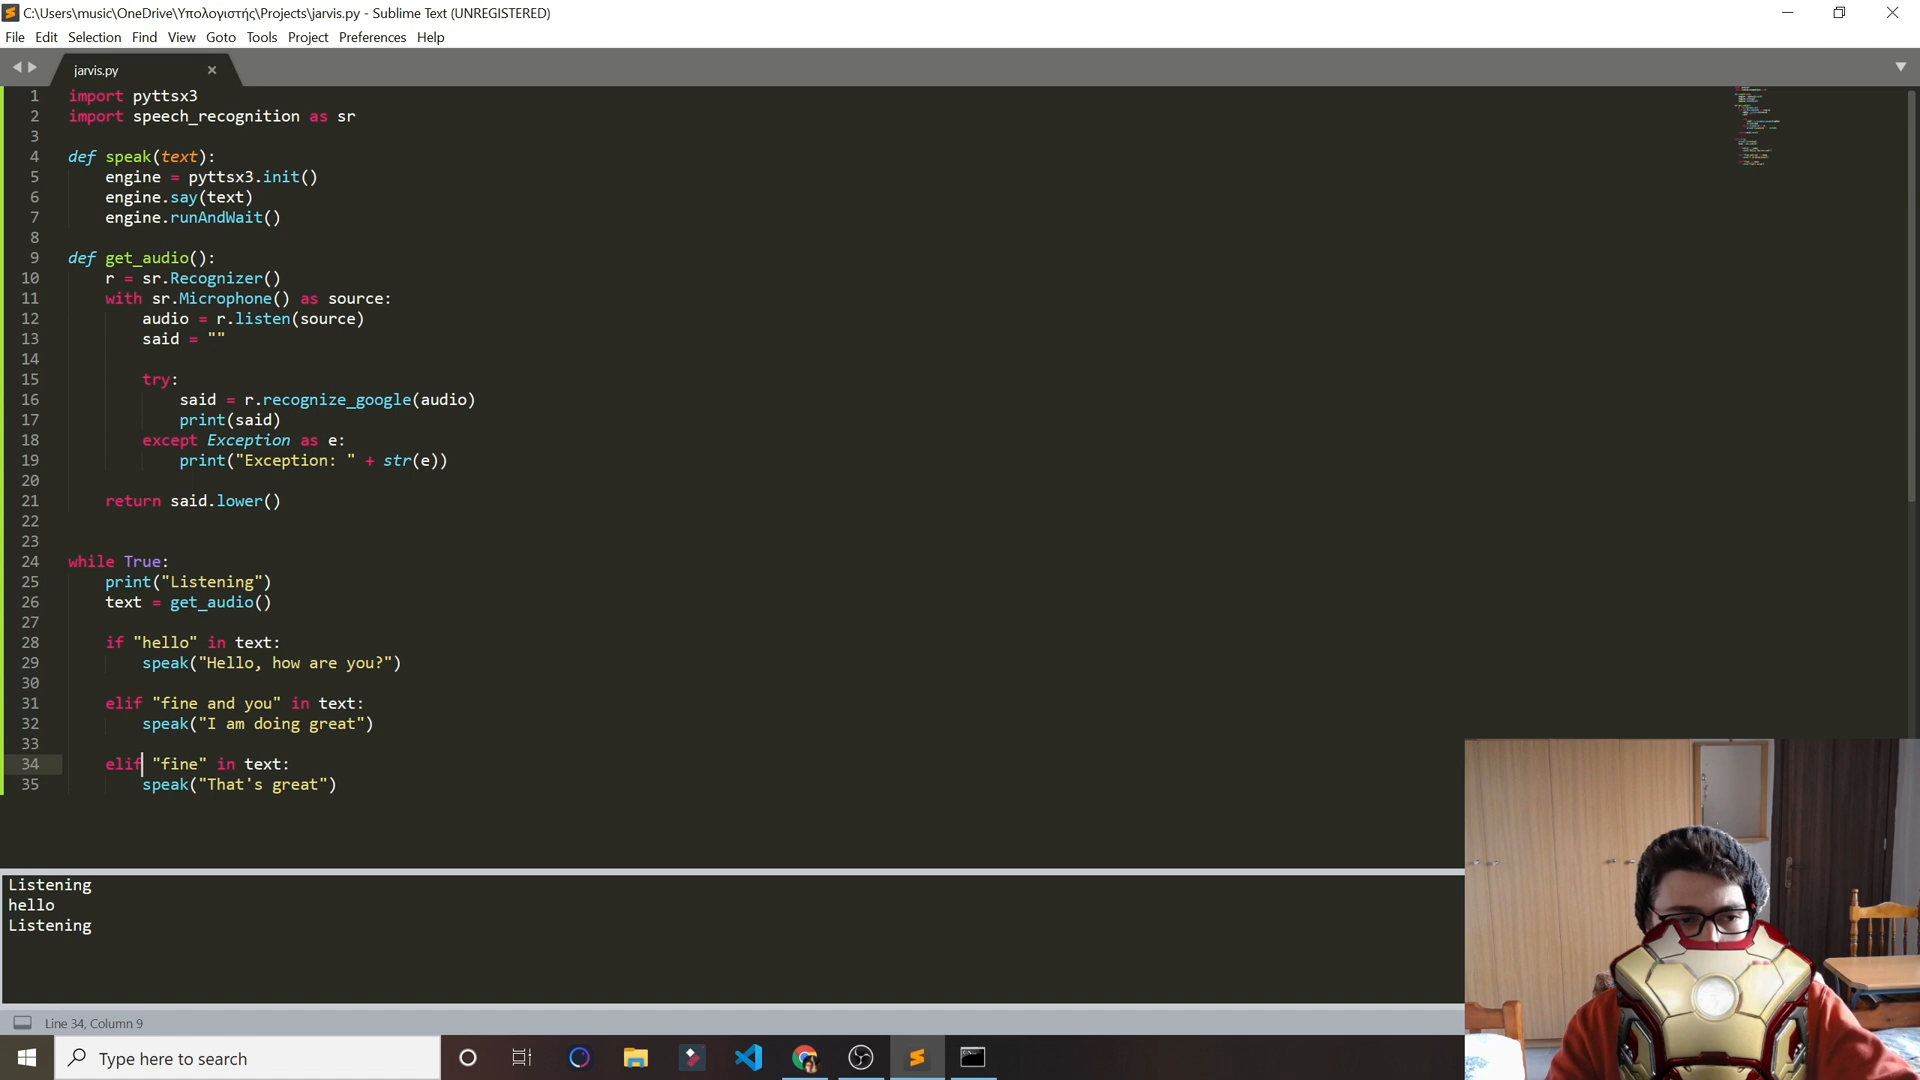 C:\Users\music\OneDrive\Υπολογιστής\Projects\jarvis.py - Sublime Text (UNREGISTERED)
File Edit Selection Find View Goto Tools Project Preferences Help
jarvis.py
1 import pyttsx3
2 import speech_recognition as sr
3
4 def speak(text):
5     engine = pyttsx3.init()
6     engine.say(text)
7     engine.runAndWait()
8
9 def get_audio():
10     r = sr.Recognizer()
11     with sr.Microphone() as source:
12         audio = r.listen(source)
13         said = ""
14
15         try:
16             said = r.recognize_google(audio)
17             print(said)
18         except Exception as e:
19             print("Exception: " + str(e))
20
21     return said.lower()
22
23
24 while True:
25     print("Listening")
26     text = get_audio()
27
28     if "hello" in text:
29         speak("Hello, how are you?")
30
31     elif "fine and you" in text:
32         speak("I am doing great")
33
34     elif "fine" in text:
35         speak("That's great")
Listening
hello
Listening
Line 34, Column 9
Type here to search